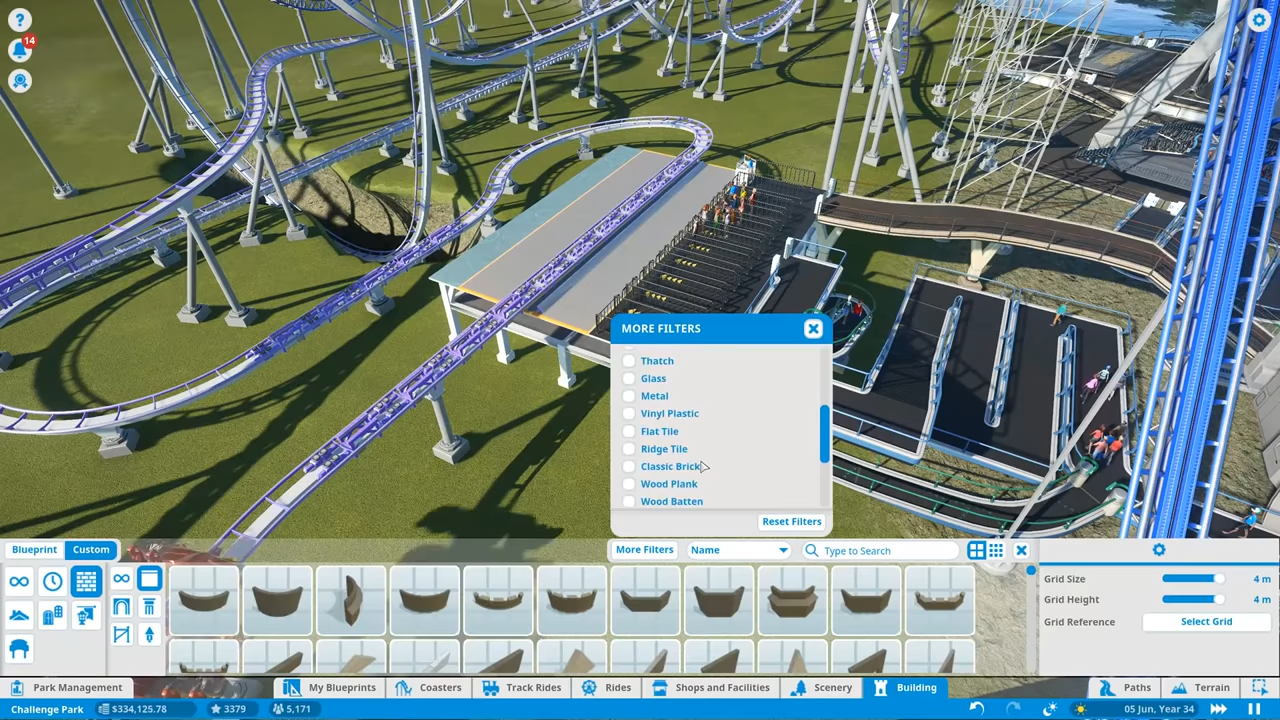 ?
14
MORE FILTERS
Thatch
Glass
Metal
Vinyl Plastic
Flat Tile
Ridge Tile
Classic Brick
Wood Plank
Wood Batten
Reset Filters
Blueprint
Custom
More Filters
Name
Type to Search
Grid Size
4 m
Grid Height
4 m
Grid Reference
Select Grid
Park Management
My Blueprints
Coasters
Track Rides
Rides
Shops and Facilities
Scenery
Building
Paths
Terrain
Challenge Park
$334,125.78
3379
5,171
05 Jun, Year 34